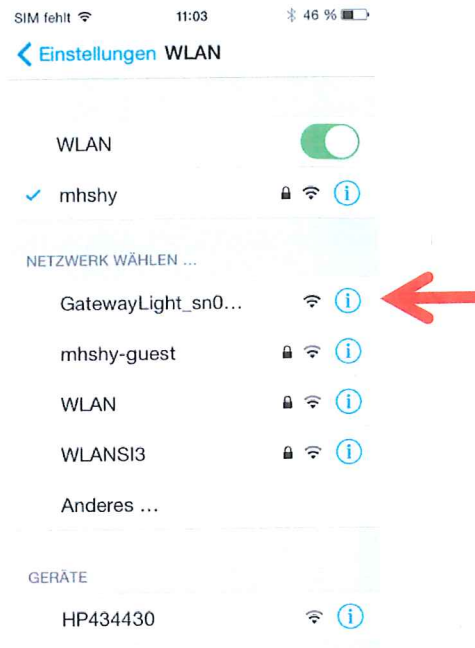 SIM fehlt 11:03 46 %
Einstellungen WLAN
WLAN
mhshy
NETZWERK WÄHLEN ...
GatewayLight_sn0...
mhshy-guest
WLAN
WLANSI3
Anderes ...
GERÄTE
HP434430